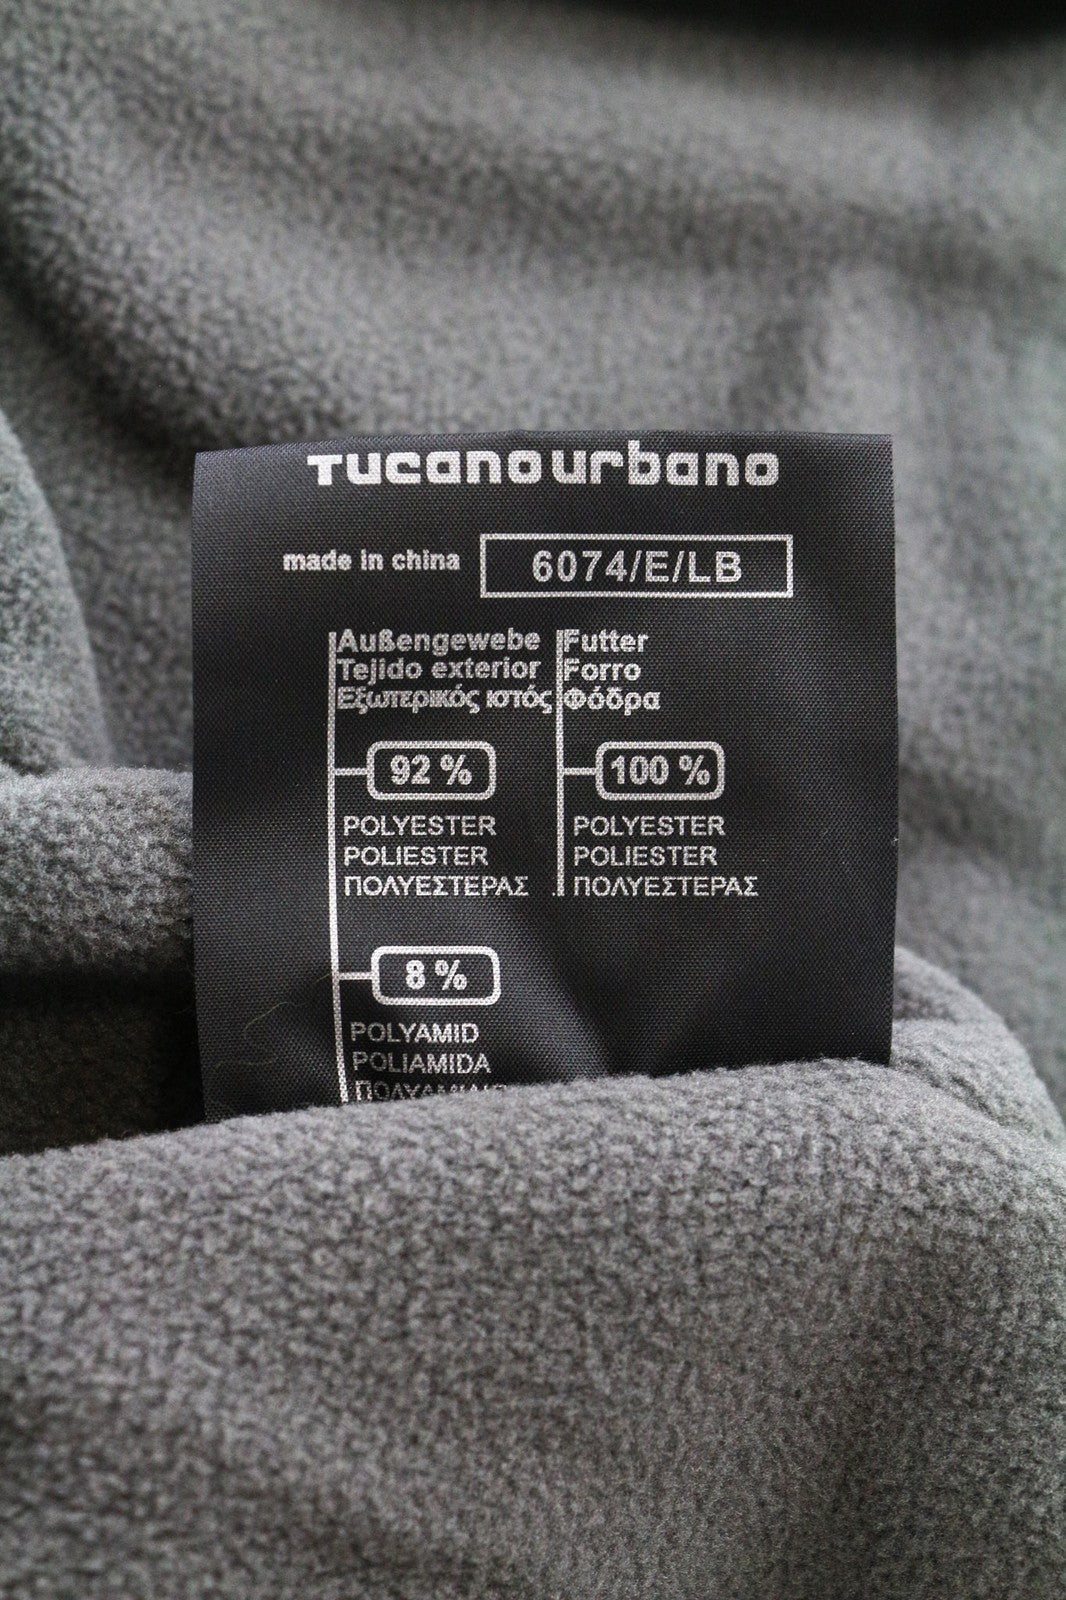 Tucanourbano
made in china 6074/E/LB
Außengewebe
Tejido exterior
Εξωτερικός ιστός
92 %
POLYESTER
POLIESTER
ΠΟΛΥΕΣΤΕΡΑΣ
8 %
POLYAMID
POLIAMIDA
Futter
Forro
Φόδρα
100 %
POLYESTER
POLIESTER
ΠΟΛΥΕΣΤΕΡΑΣ